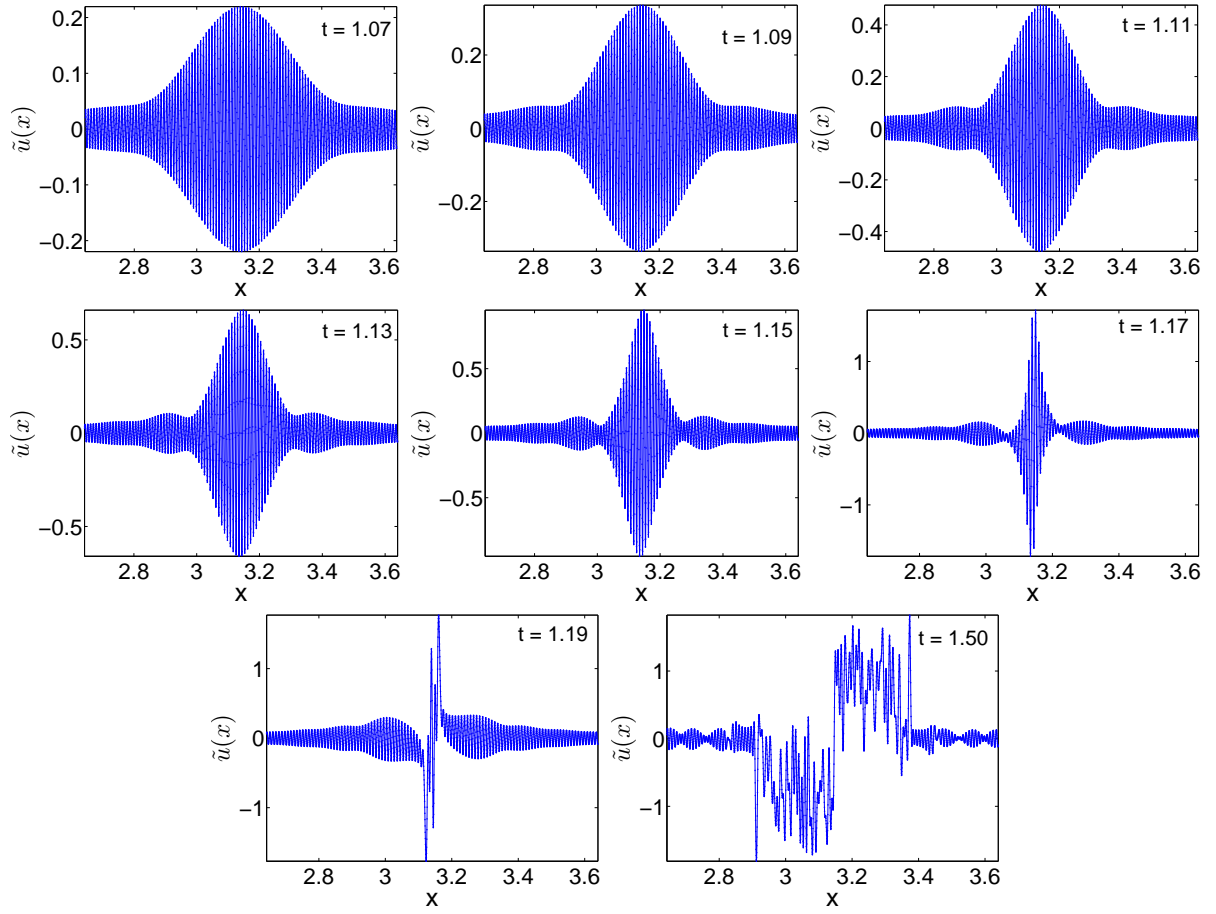 0.2
0.1
0
−0.1
−0.2
ũ(x)
t = 1.07
2.8 3 3.2 3.4 3.6
x
0.2
0
−0.2
ũ(x)
t = 1.09
2.8 3 3.2 3.4 3.6
x
0.4
0.2
0
−0.2
−0.4
ũ(x)
t = 1.11
2.8 3 3.2 3.4 3.6
x
0.5
0
−0.5
ũ(x)
t = 1.13
2.8 3 3.2 3.4 3.6
x
0.5
0
−0.5
ũ(x)
t = 1.15
2.8 3 3.2 3.4 3.6
x
1
0
−1
ũ(x)
t = 1.17
2.8 3 3.2 3.4 3.6
x
1
0
−1
ũ(x)
t = 1.19
2.8 3 3.2 3.4 3.6
x
1
0
−1
ũ(x)
t = 1.50
2.8 3 3.2 3.4 3.6
x